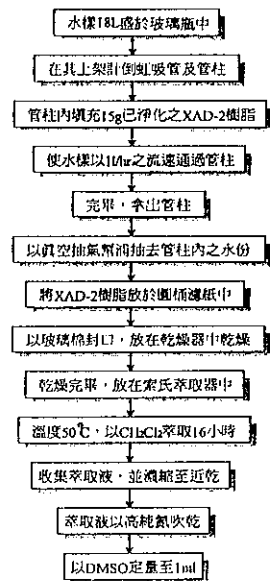 水樣18L盛於玻璃瓶中
在其上架計倒虹吸管及管柱
管柱內填充15g已淨化之XAD-2樹脂
使水樣以1l/hr之流速通過管柱
完畢，拿出管柱
以真空抽氣幫浦抽去管柱內之水份
將XAD-2樹脂放於圓桶濾紙中
以玻璃棉封口，放在乾燥器中乾燥
乾燥完畢，放在索氏萃取器中
溫度50℃，以CH₂Cl₂萃取16小時
收集萃取液，並濃縮至近乾
萃取液以高純氮吹乾
以DMSO定量至1ml